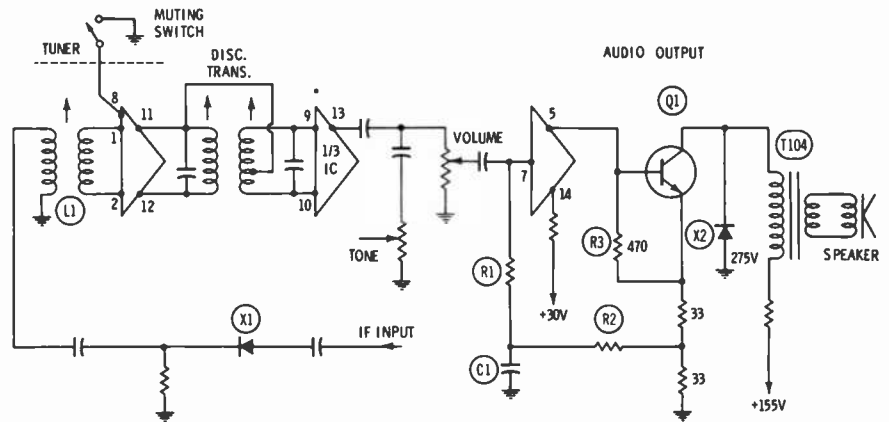 MUTING
SWITCH
TUNER
DISC.
TRANS.
AUDIO OUTPUT
8
11
1
2
12
L1
9
13
1/3
IC
10
VOLUME
TONE
5
7
14
Q1
T104
R3
470
X2
275V
SPEAKER
R1
+30V
33
R2
X1
IF INPUT
C1
33
+155V